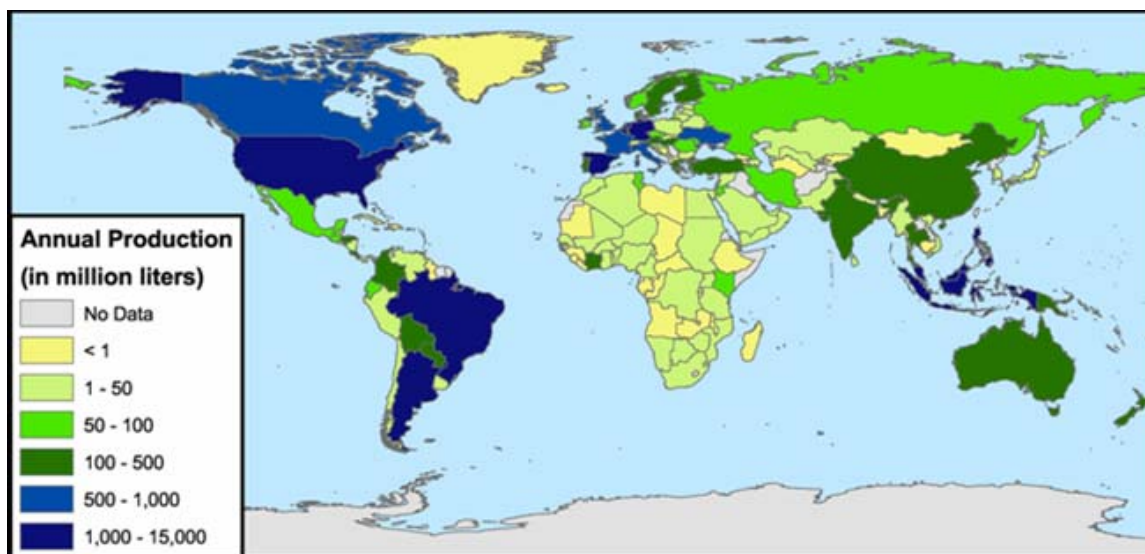 Annual Production
(in million liters)
No Data
< 1
1 - 50
50 - 100
100 - 500
500 - 1,000
1,000 - 15,000